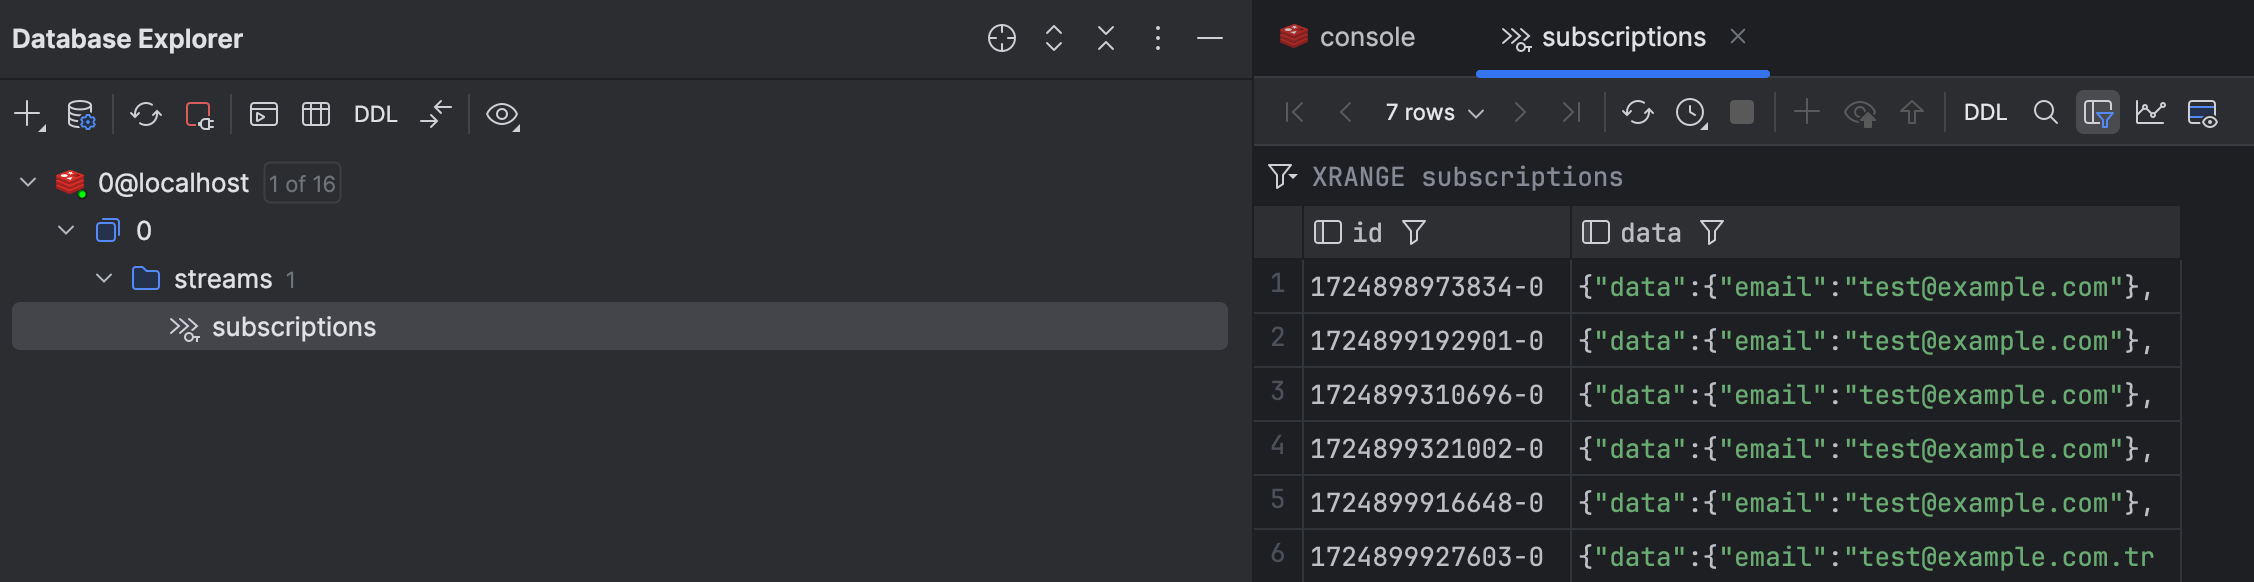 Database Explorer
DDL
0@localhost 1 of 16
0
streams 1
subscriptions
console
subscriptions
7 rows
DDL
XRANGE subscriptions
id data
1 1724898973834-0 {"data":{"email":"test@example.com"},
2 1724899192901-0 {"data":{"email":"test@example.com"},
3 1724899310696-0 {"data":{"email":"test@example.com"},
4 1724899321002-0 {"data":{"email":"test@example.com"},
5 1724899916648-0 {"data":{"email":"test@example.com"},
6 1724899927603-0 {"data":{"email":"test@example.com.tr